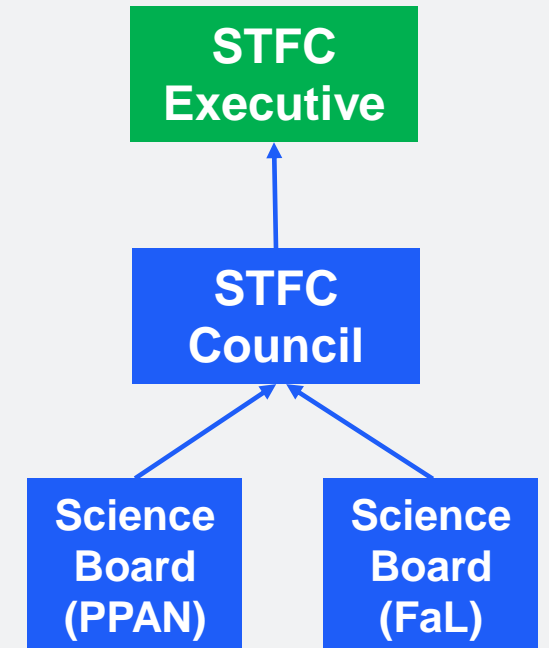 STFC
Executive
STFC
Council
Science
Board
(PPAN)
Science
Board
(FaL)